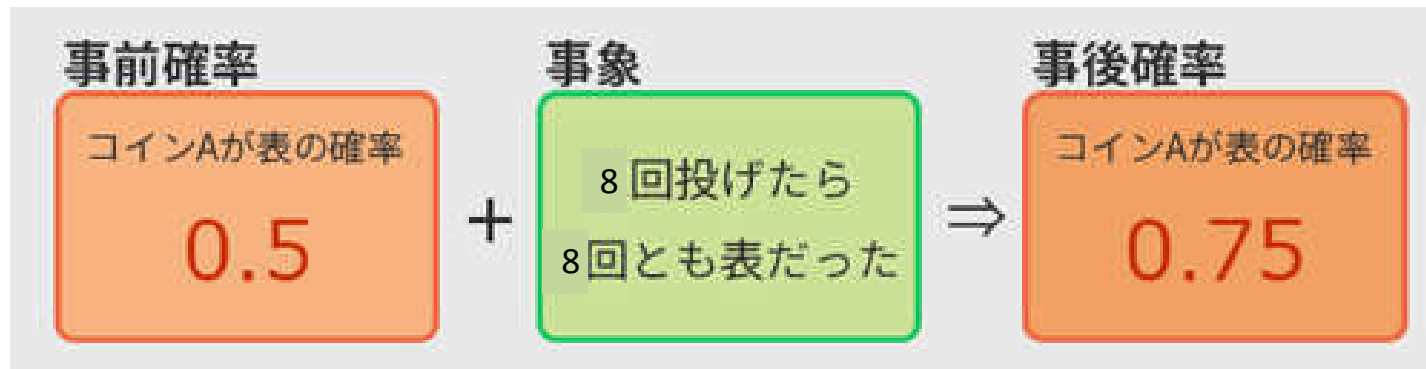 事前確率
コインAが表の確率
0.5
+
事象
8回投げたら
8回とも表だった
⇒
事後確率
コインAが表の確率
0.75